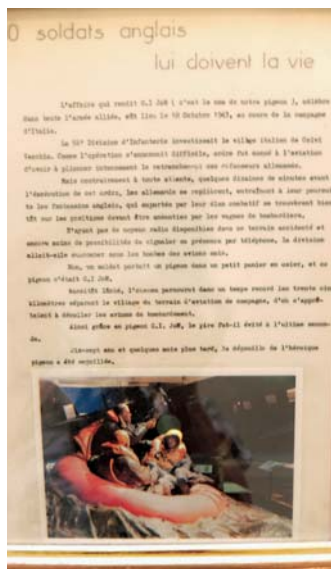 0 soldats anglais
lui doivent la vie
L'affaire qui rendit G.I Joë ( c'est le nom de notre pigeon ), célèbre
dans toute l'armée alliée, eût lieu le 18 Octobre 1943, au cours de la campagne
d'Italie.
La 56° Division d'Infanterie investissait le village italien de Colvi
Vecchia. Comme l'opération s'annonçait difficile, ordre fut donné à l'aviation
d'avoir à pilonner intensément le retranchement des défenseurs allemands.
Mais contrairement à toute attente, quelques dizaines de minutes avant
l'exécution de cet ordre, les allemands se replièrent, entraînant à leur poursui
te les fantassins anglais, qui emportés par leur élan combatif se trouvèrent bien
tôt sur les positions devant être anéanties par les vagues de bombardiers.
N'ayant pas de moyen radio disponibles dans ce terrain accidenté et
encore moins de possibilités de signaler sa présence par téléphone, la division
allait-elle succomber sous les bombes des avions amis.
Non, un soldat portait un pigeon dans un petit panier en osier, et ce
pigeon c'était G.I Joë.
Aussitôt lâché, l'oiseau parcourut dans un temps record les trente cinq
kilomètres séparant le village du terrain d'aviation de campagne, d'où s'apprê-
taient à décoller les avions de bombardement.
Ainsi grâce au pigeon G.I. Joë, le pire fut-il évité à l'ultime secon-
de.
Dix-sept ans et quelques mois plus tard, la dépouille de l'héroïque
pigeon a été